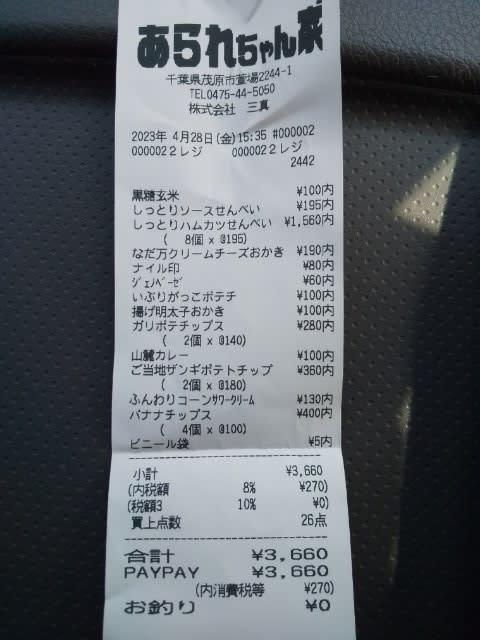 あられちゃん家
千葉県茂原市萱場2244-1
TEL0475-44-5050
株式会社 三真
2023年 4月28日(金)15:35 #000002
000002２レジ 000002２レジ
2442
黒糖玄米 ¥100内
しっとりソースせんべい ¥195内
しっとりハムカツせんべい ¥1,560内
( 8個 x @195)
なだ万クリームチーズおかき ¥190内
ナイル印 ¥80内
ｼﾞｪﾉﾍﾞｰｾﾞ ¥60内
いぶりがっこポテチ ¥100内
揚げ明太子おかき ¥100内
ガリポテチップス ¥280内
( 2個 x @140)
山麓カレー ¥100内
ご当地ザンギポテトチップ ¥360内
( 2個 x @180)
ふんわりコーンｻﾜｰｸﾘｰﾑ ¥130内
バナナチップス ¥400内
( 4個 x @100)
ビニール袋 ¥5内
小計 ¥3,660
(内税額 8% ¥270)
(税額3 10% ¥0)
買上点数 26点
合計 ¥3,660
PAYPAY ¥3,660
(内消費税等 ¥270)
お釣り ¥0